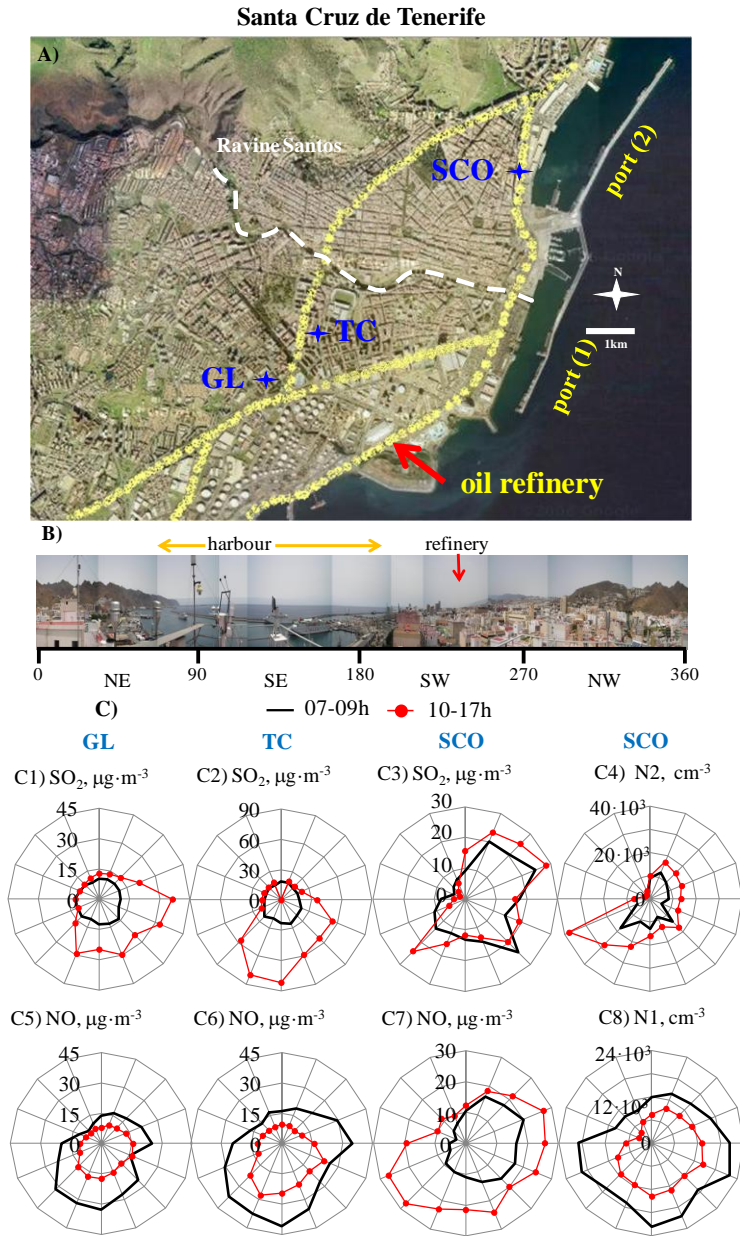 Santa Cruz de Tenerife
A)
Ravine Santos
SCO
port (2)
N
1km
TC
port (1)
GL
oil refinery
B)
harbour
refinery
0
NE
90
SE
180
SW
270
NW
360
C)
07-09h
10-17h
GL
TC
SCO
SCO
C1) SO2, µg·m-3
C2) SO2, µg·m-3
C3) SO2, µg·m-3
C4) N2, cm-3
45
30
15
0
90
60
30
0
30
20
10
0
40·10³
20·10³
0
C5) NO, µg·m-3
C6) NO, µg·m-3
C7) NO, µg·m-3
C8) N1, cm-3
45
30
15
0
45
30
15
0
30
20
10
0
24·10³
12·10³
0